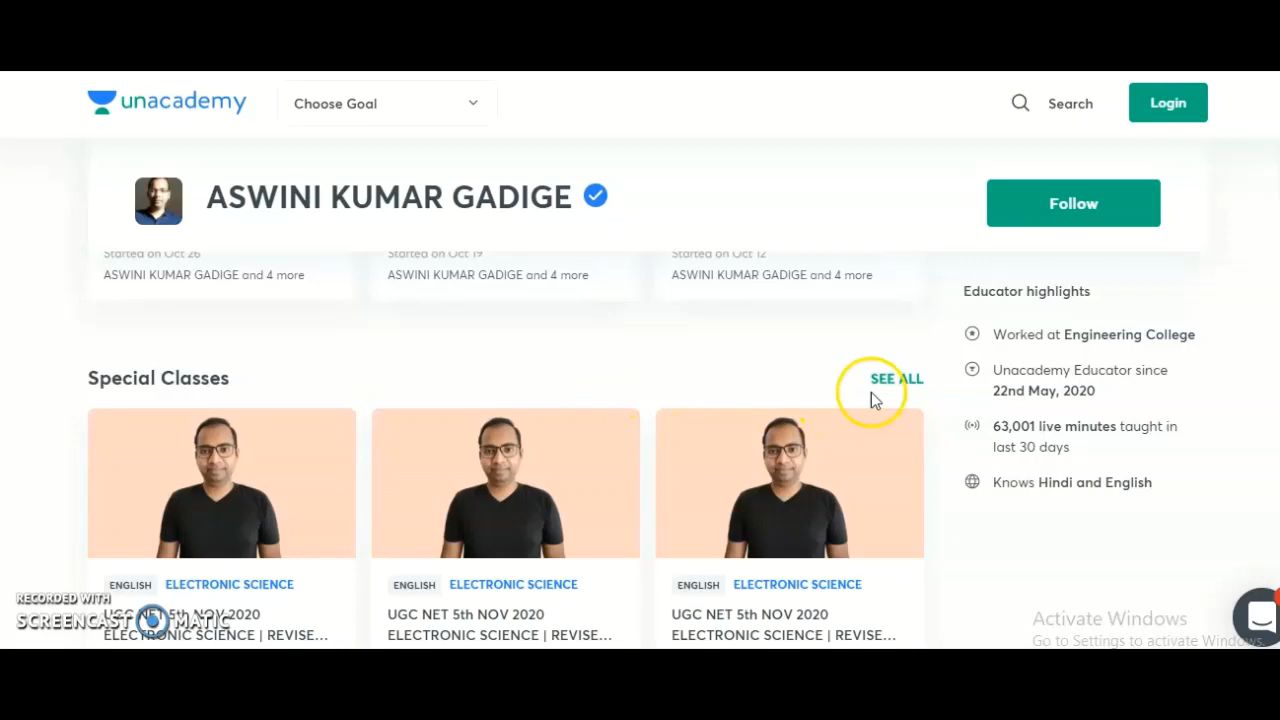 unacademy
Choose Goal
Search
Login
ASWINI KUMAR GADIGE
Follow
Started on Oct 26
Started on Oct 19
Started on Oct 12
ASWINI KUMAR GADIGE and 4 more
ASWINI KUMAR GADIGE and 4 more
ASWINI KUMAR GADIGE and 4 more
Educator highlights
Worked at Engineering College
Unacademy Educator since
22nd May, 2020
63,001 live minutes taught in
last 30 days
Knows Hindi and English
Special Classes
SEE ALL
ENGLISH ELECTRONIC SCIENCE
UGC NET 5th NOV 2020
ELECTRONIC SCIENCE | REVISE...
ENGLISH ELECTRONIC SCIENCE
UGC NET 5th NOV 2020
ELECTRONIC SCIENCE | REVISE...
ENGLISH ELECTRONIC SCIENCE
UGC NET 5th NOV 2020
ELECTRONIC SCIENCE | REVISE...
RECORDED WITH
SCREENCAST MATIC
Activate Windows
Go to Settings to activate Windows.